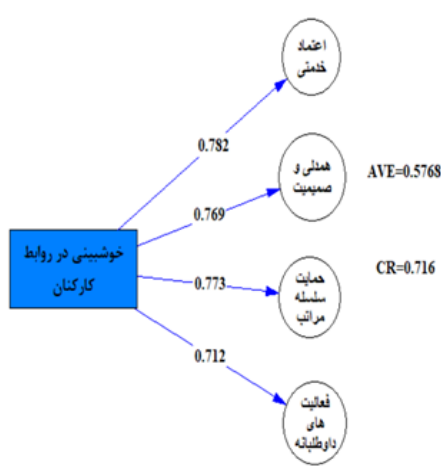 اعتماد
خدمتی
0.782
همدلی و
صمیمیت
AVE=0.5768
0.769
خوشبینی در روابط
کارکنان
0.773
حمایت
سلسله
مراتب
CR=0.716
0.712
فعالیت
های
داوطلبانه